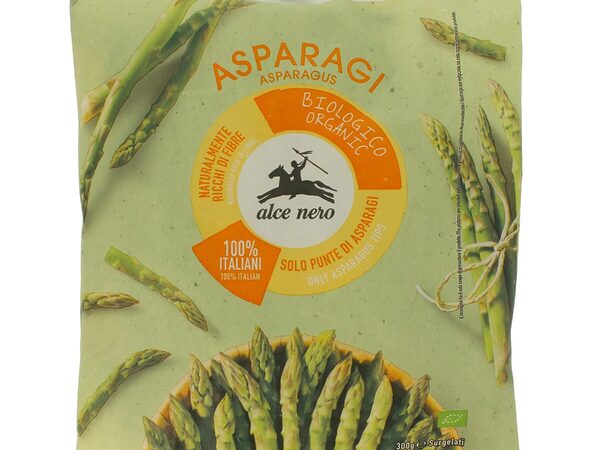 ASPARAGI
ASPARAGUS
BIOLOGICO
ORGANIC
NATURALMENTE
RICCHI DI FIBRE
alce nero
100%
ITALIANI
100% ITALIAN
SOLO PUNTE DI ASPARAGI
ONLY ASPARAGUS TIPS
300g e Surgelati